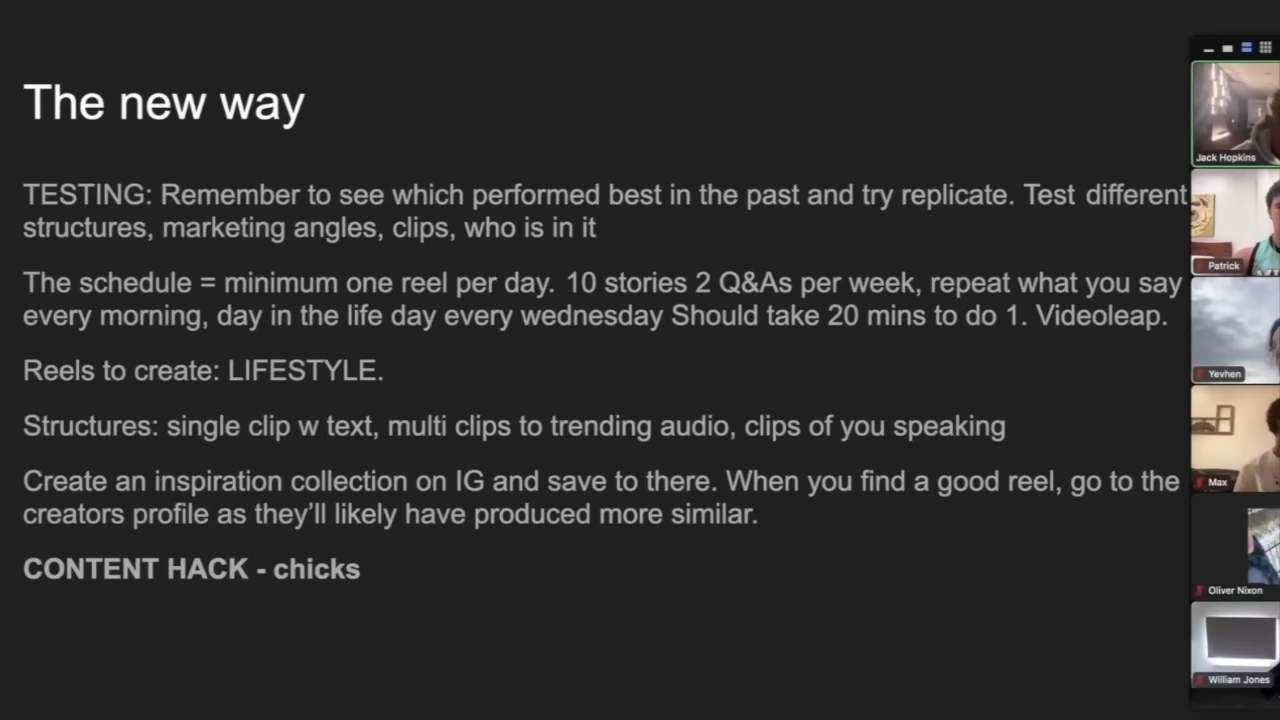 The new way
TESTING: Remember to see which performed best in the past and try replicate. Test different
structures, marketing angles, clips, who is in it
The schedule = minimum one reel per day. 10 stories 2 Q&As per week, repeat what you say
every morning, day in the life day every wednesday Should take 20 mins to do 1. Videoleap.
Reels to create: LIFESTYLE.
Structures: single clip w text, multi clips to trending audio, clips of you speaking
Create an inspiration collection on IG and save to there. When you find a good reel, go to the
creators profile as they’ll likely have produced more similar.
CONTENT HACK - chicks
Jack Hopkins
Patrick
Yevhen
Max
Oliver Nixon
William Jones